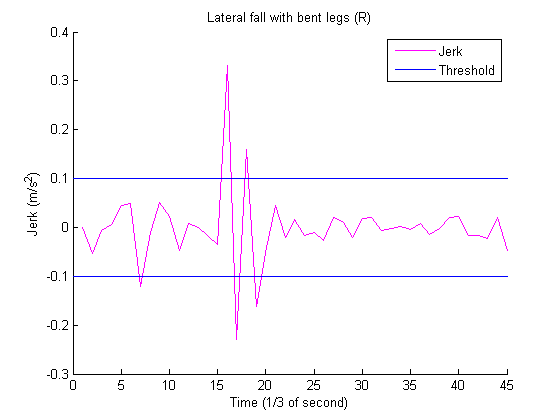 Lateral fall with bent legs (R)
0.4
Jerk
Threshold
0.3
0.2
0.1
0
-0.1
-0.2
-0.3
Jerk (m/s²)
0 5 10 15 20 25 30 35 40 45
Time (1/3 of second)